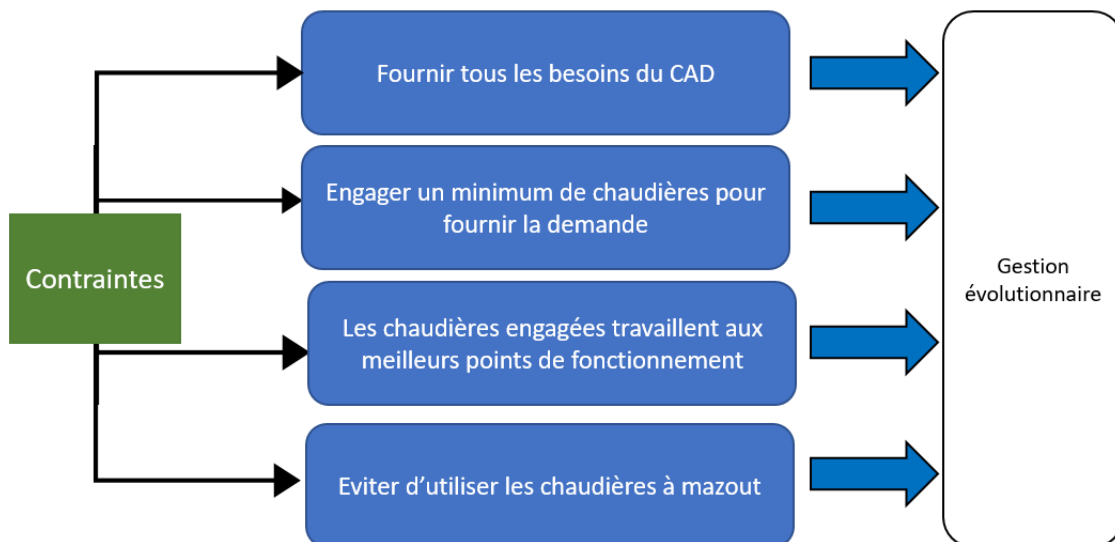 Fournir tous les besoins du CAD
Engager un minimum de chaudières pour
fournir la demande
Contraintes
Gestion
évolutionnaire
Les chaudières engagées travaillent aux
meilleurs points de fonctionnement
Eviter d’utiliser les chaudières à mazout